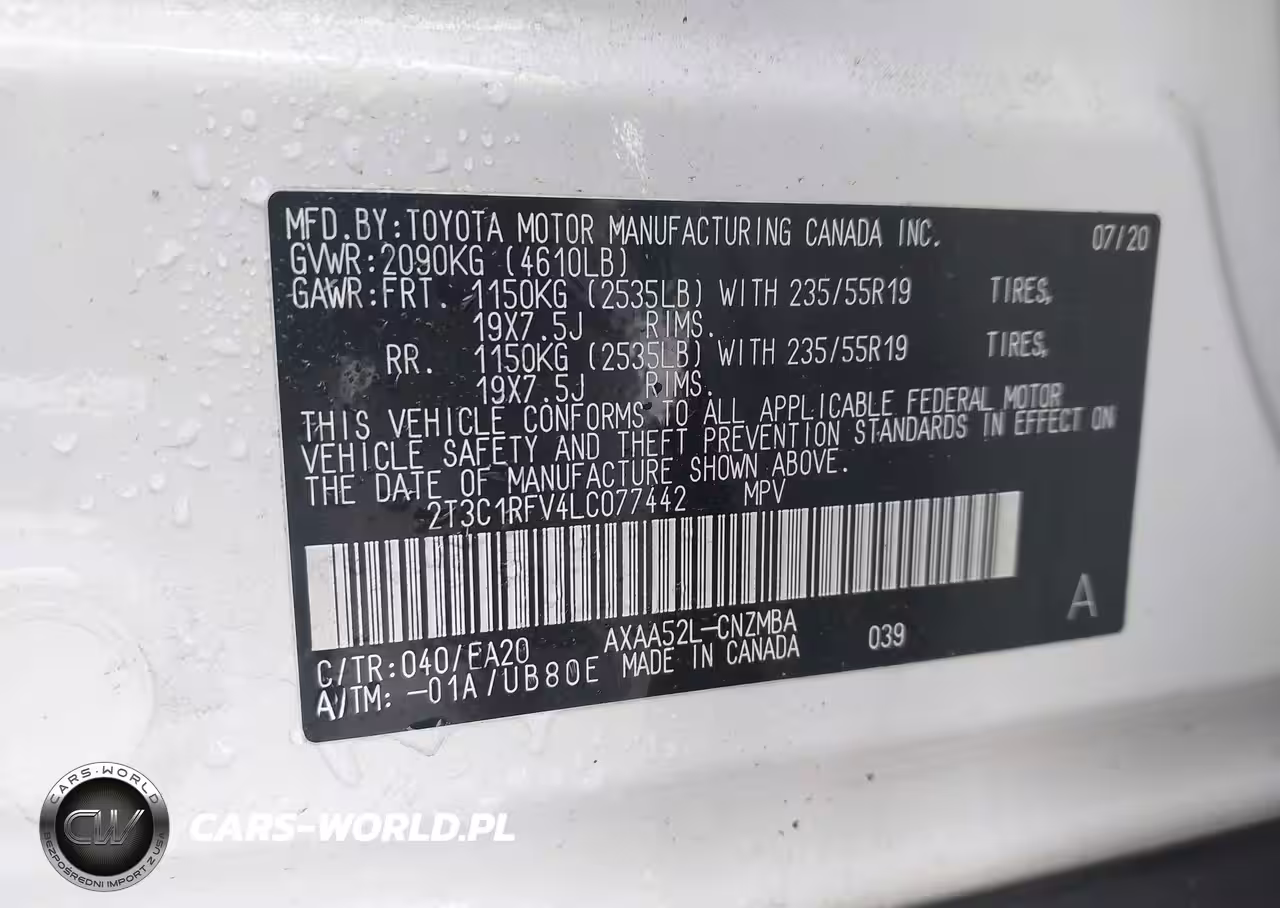 MFD.BY:TOYOTA MOTOR MANUFACTURING CANADA INC. 07/20
GVWR:2090KG (4610LB)
GAWR:FRT. 1150KG (2535LB) WITH 235/55R19 TIRES,
19X7.5J RIMS.
RR. 1150KG (2535LB) WITH 235/55R19 TIRES,
19X7.5J RIMS.
THIS VEHICLE CONFORMS TO ALL APPLICABLE FEDERAL MOTOR
VEHICLE SAFETY AND THEFT PREVENTION STANDARDS IN EFFECT ON
THE DATE OF MANUFACTURE SHOWN ABOVE.
2T3C1RFV4LC077442 MPV
A
C/TR:040/EA20 AXAA52L-CNZMBA 039
A/TM: -01A/UB80E MADE IN CANADA
CARS-WORLD
CW
BEZPOŚREDNI IMPORT Z USA
CARS-WORLD.PL